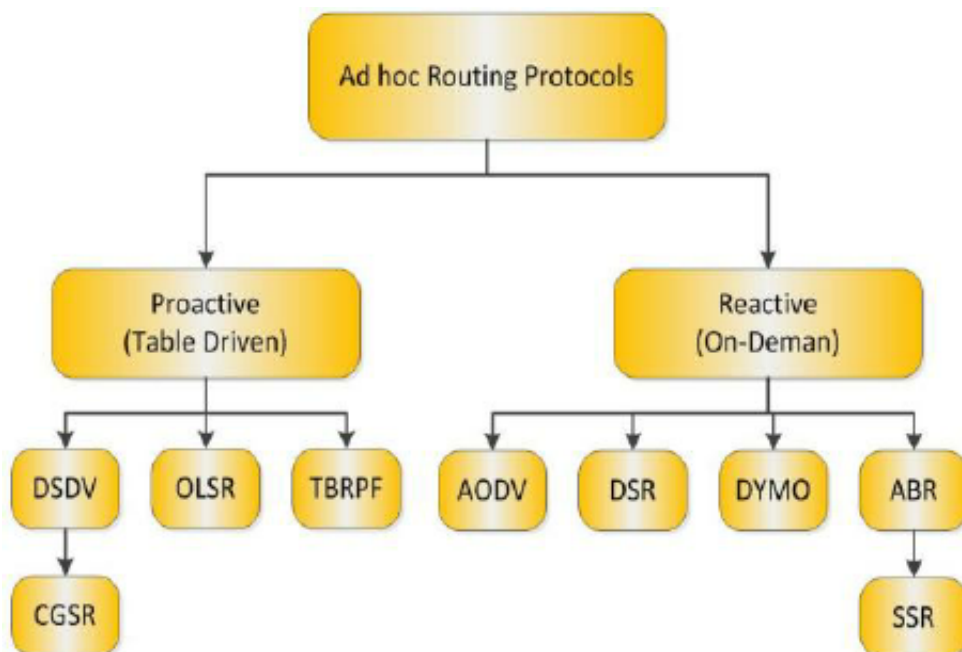 Ad hoc Routing Protocols
Proactive
(Table Driven)
Reactive
(On-Deman)
DSDV
OLSR
TBRPF
AODV
DSR
DYMO
ABR
CGSR
SSR